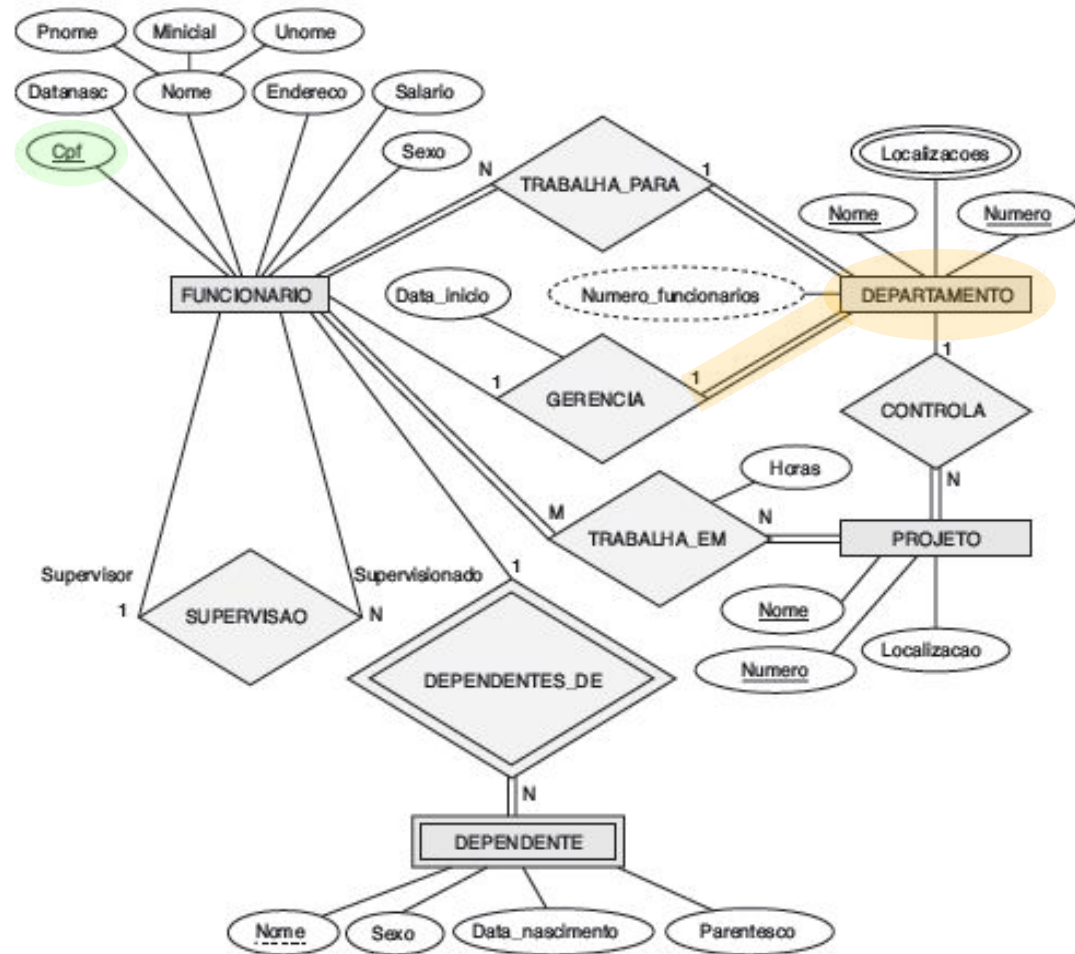 Pnome
Minicial
Unome
Datanasc
Nome
Endereco
Salario
Cpf
Sexo
N
TRABALHA_PARA
1
Localizacoes
Nome
Numero
FUNCIONARIO
Data_inicio
Numero_funcionarios
DEPARTAMENTO
1
GERENCIA
1
1
CONTROLA
N
Horas
M
TRABALHA_EM
N
PROJETO
Supervisor
1
SUPERVISAO
Supervisionado
N
1
Nome
Numero
Localizacao
DEPENDENTES_DE
N
DEPENDENTE
Nome
Sexo
Data_nascimento
Parentesco